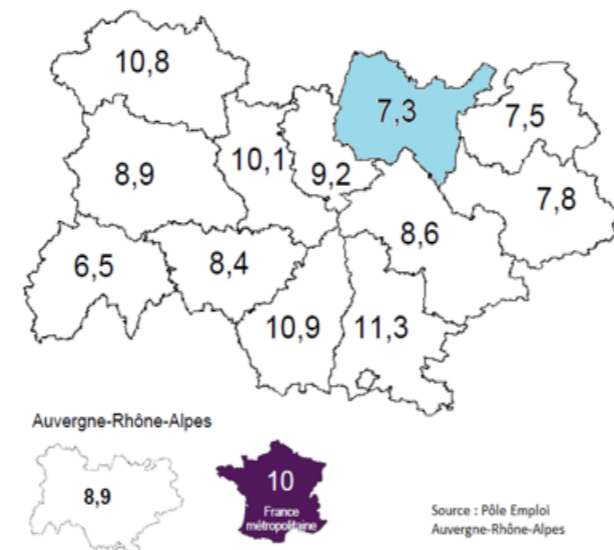 10,8
7,3
7,5
10,1
9,2
8,9
7,8
8,6
6,5
8,4
10,9
11,3
Auvergne-Rhône-Alpes
8,9
10
France
métropolitaine
Source : Pôle Emploi
Auvergne-Rhône-Alpes